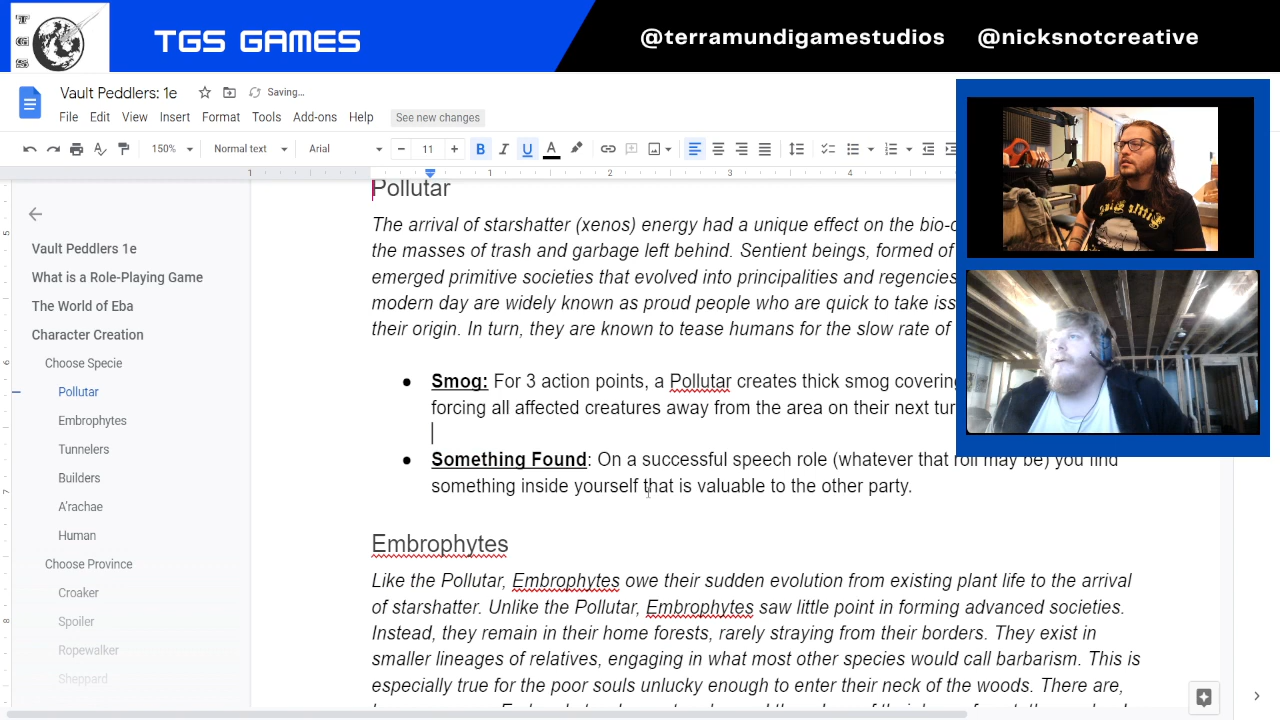 TGS
TGS GAMES
@terramundigamestudios @nicksnotcreative
Vault Peddlers: 1e Saving...
File Edit View Insert Format Tools Add-ons Help See new changes
150% Normal text Arial 11 B I U A
1 1 2 3 4
Vault Peddlers 1e
What is a Role-Playing Game
The World of Eba
Character Creation
Choose Specie
Pollutar
Embrophytes
Tunnelers
Builders
A'rachae
Human
Choose Province
Croaker
Spoiler
Ropewalker
Sheppard
5
6
7
8
Pollutar
The arrival of starshatter (xenos) energy had a unique effect on the bio-
the masses of trash and garbage left behind. Sentient beings, formed of
emerged primitive societies that evolved into principalities and regencies
modern day are widely known as proud people who are quick to take iss
their origin. In turn, they are known to tease humans for the slow rate of
● Smog: For 3 action points, a Pollutar creates thick smog covering
forcing all affected creatures away from the area on their next tur
● Something Found: On a successful speech role (whatever that roll may be) you find
something inside yourself that is valuable to the other party.
Embrophytes
Like the Pollutar, Embrophytes owe their sudden evolution from existing plant life to the arrival
of starshatter. Unlike the Pollutar, Embrophytes saw little point in forming advanced societies.
Instead, they remain in their home forests, rarely straying from their borders. They exist in
smaller lineages of relatives, engaging in what most other species would call barbarism. This is
especially true for the poor souls unlucky enough to enter their neck of the woods. There are,